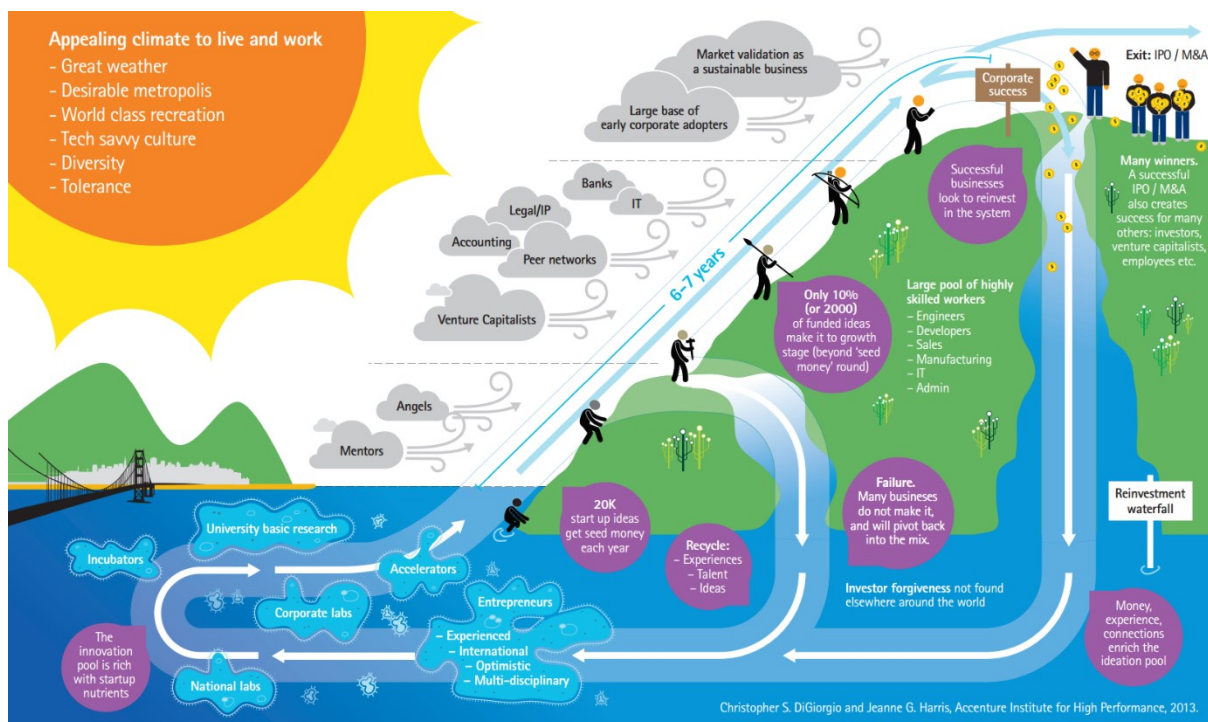 Appealing climate to live and work
- Great weather
- Desirable metropolis
- World class recreation
- Tech savvy culture
- Diversity
- Tolerance
Market validation as
a sustainable business
Large base of
early corporate adopters
Banks
IT
Legal/IP
Accounting
Peer networks
Venture Capitalists
Angels
Mentors
6–7 years
Corporate
success
Exit: IPO / M&A
Successful
businesses
look to reinvest
in the system
Many winners.
A successful
IPO / M&A
also creates
success for many
others: investors,
venture capitalists,
employees etc.
Only 10%
(or 2000)
of funded ideas
make it to growth
stage (beyond ‘seed
money’ round)
Large pool of highly
skilled workers
– Engineers
– Developers
– Sales
– Manufacturing
– IT
– Admin
20K
start up ideas
get seed money
each year
Recycle:
– Experiences
– Talent
– Ideas
Failure.
Many busineses
do not make it,
and will pivot back
into the mix.
Reinvestment
waterfall
Investor forgiveness not found
elsewhere around the world
Money,
experience,
connections
enrich the
ideation pool
University basic research
Incubators
Accelerators
Corporate labs
Entrepreneurs
– Experienced
– International
– Optimistic
– Multi-disciplinary
National labs
The
innovation
pool is rich
with startup
nutrients
Christopher S. DiGiorgio and Jeanne G. Harris, Accenture Institute for High Performance, 2013.